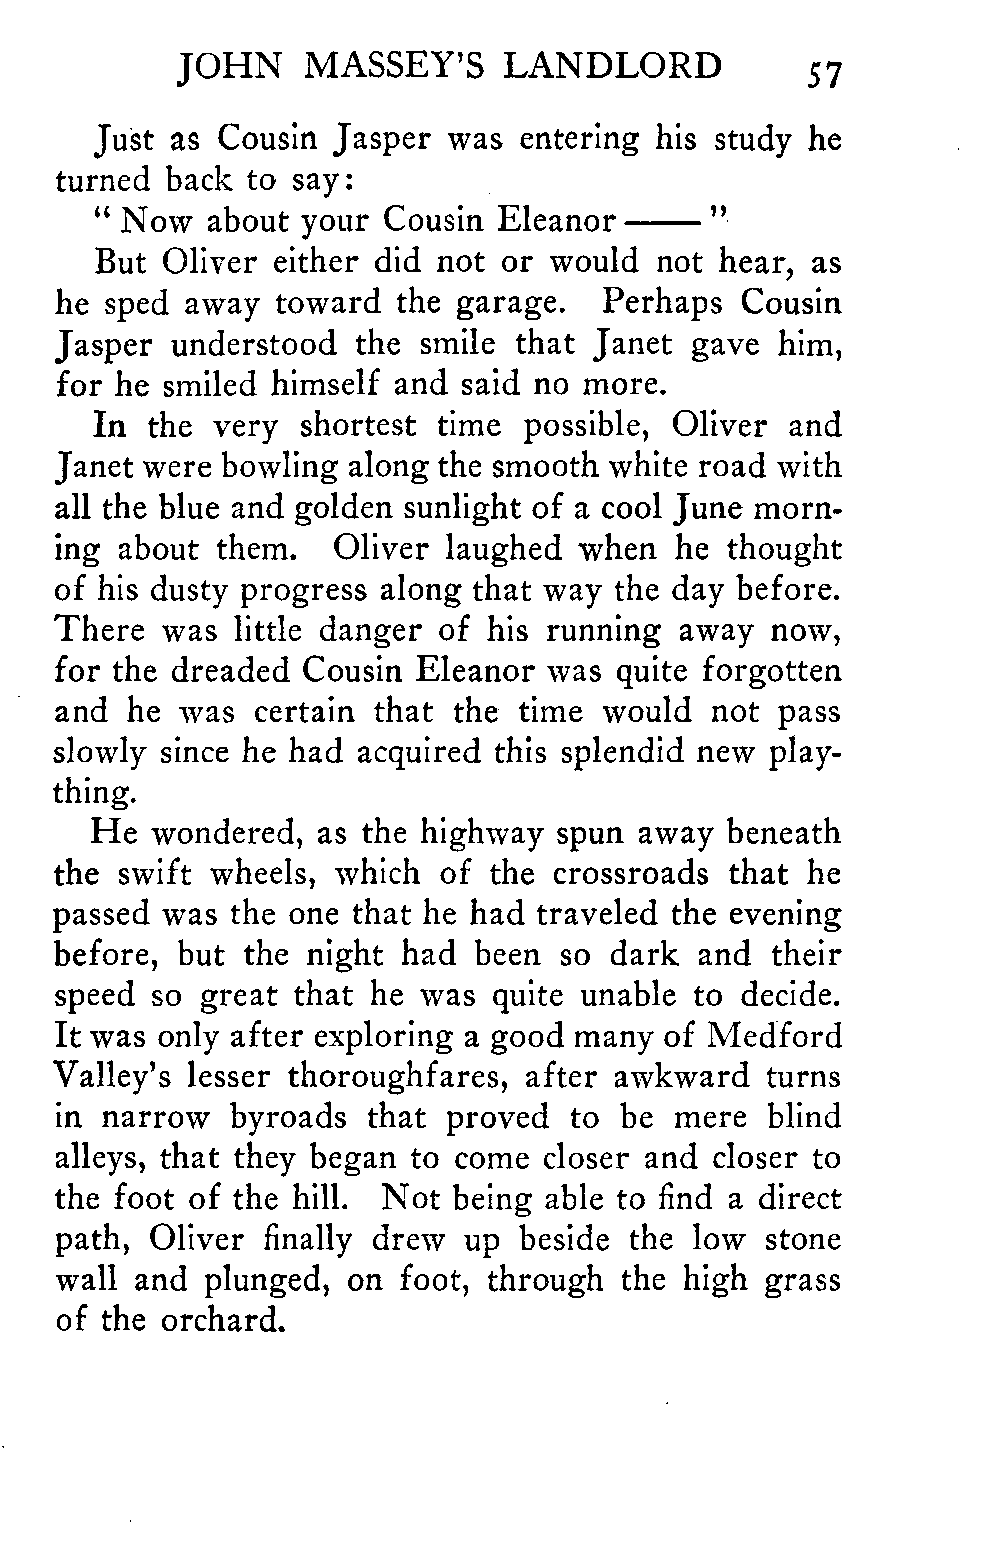 JOHN MASSEY'S LANDLORD 57
Just as Cousin Jasper was entering his study he
turned back to say:
"Now about your Cousin Eleanor——"
But Oliver either did not or would not hear, as
he sped away toward the garage. Perhaps Cousin
Jasper understood the smile that Janet gave him,
for he smiled himself and said no more.
In the very shortest time possible, Oliver and
Janet were bowling along the smooth white road with
all the blue and golden sunlight of a cool June morn-
ing about them. Oliver laughed when he thought
of his dusty progress along that way the day before.
There was little danger of his running away now,
for the dreaded Cousin Eleanor was quite forgotten
and he was certain that the time would not pass
slowly since he had acquired this splendid new play-
thing.
He wondered, as the highway spun away beneath
the swift wheels, which of the crossroads that he
passed was the one that he had traveled the evening
before, but the night had been so dark and their
speed so great that he was quite unable to decide.
It was only after exploring a good many of Medford
Valley's lesser thoroughfares, after awkward turns
in narrow byroads that proved to be mere blind
alleys, that they began to come closer and closer to
the foot of the hill. Not being able to find a direct
path, Oliver finally drew up beside the low stone
wall and plunged, on foot, through the high grass
of the orchard.